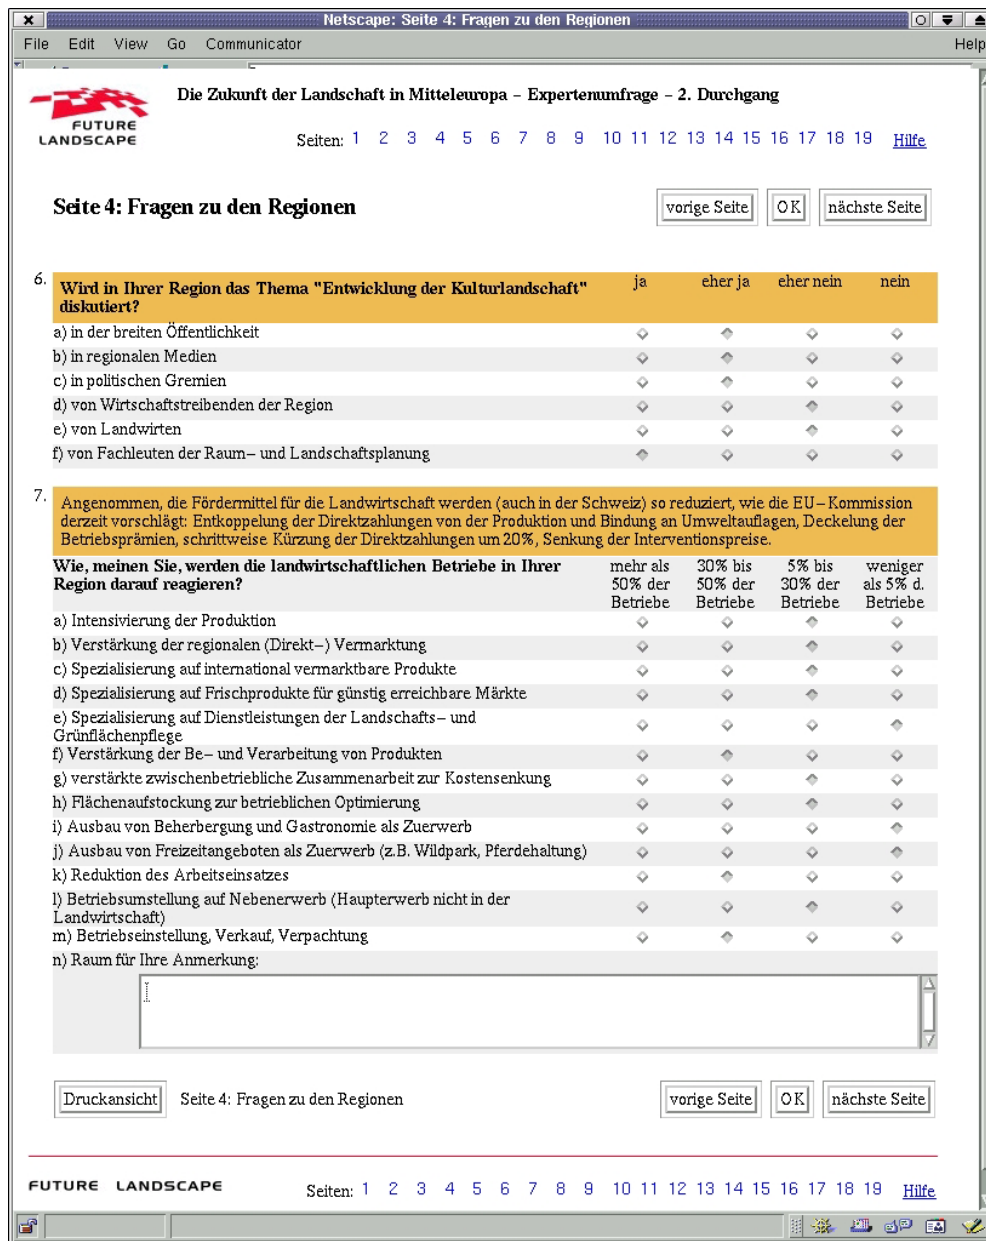 Netscape: Seite 4: Fragen zu den Regionen
File Edit View Go Communicator Help
Die Zukunft der Landschaft in Mitteleuropa – Expertenumfrage – 2. Durchgang
FUTURE
LANDSCAPE
Seiten: 1 2 3 4 5 6 7 8 9 10 11 12 13 14 15 16 17 18 19 Hilfe
Seite 4: Fragen zu den Regionen
vorige Seite OK nächste Seite
6. Wird in Ihrer Region das Thema "Entwicklung der Kulturlandschaft" ja eher ja eher nein nein
diskutiert?
a) in der breiten Öffentlichkeit
b) in regionalen Medien
c) in politischen Gremien
d) von Wirtschaftstreibenden der Region
e) von Landwirten
f) von Fachleuten der Raum– und Landschaftsplanung
7. Angenommen, die Fördermittel für die Landwirtschaft werden (auch in der Schweiz) so reduziert, wie die EU–Kommission
derzeit vorschlägt: Entkoppelung der Direktzahlungen von der Produktion und Bindung an Umweltauflagen, Deckelung der
Betriebsprämien, schrittweise Kürzung der Direktzahlungen um 20%, Senkung der Interventionspreise.
Wie, meinen Sie, werden die landwirtschaftlichen Betriebe in Ihrer mehr als 30% bis 5% bis weniger
Region darauf reagieren? 50% der 50% der 30% der als 5% d.
Betriebe Betriebe Betriebe Betriebe
a) Intensivierung der Produktion
b) Verstärkung der regionalen (Direkt–) Vermarktung
c) Spezialisierung auf international vermarktbare Produkte
d) Spezialisierung auf Frischprodukte für günstig erreichbare Märkte
e) Spezialisierung auf Dienstleistungen der Landschafts– und
Grünflächenpflege
f) Verstärkung der Be– und Verarbeitung von Produkten
g) verstärkte zwischenbetriebliche Zusammenarbeit zur Kostensenkung
h) Flächenaufstockung zur betrieblichen Optimierung
i) Ausbau von Beherbergung und Gastronomie als Zuerwerb
j) Ausbau von Freizeitangeboten als Zuerwerb (z.B. Wildpark, Pferdehaltung)
k) Reduktion des Arbeitseinsatzes
l) Betriebsumstellung auf Nebenerwerb (Haupterwerb nicht in der
Landwirtschaft)
m) Betriebseinstellung, Verkauf, Verpachtung
n) Raum für Ihre Anmerkung:
Druckansicht Seite 4: Fragen zu den Regionen vorige Seite OK nächste Seite
FUTURE LANDSCAPE Seiten: 1 2 3 4 5 6 7 8 9 10 11 12 13 14 15 16 17 18 19 Hilfe